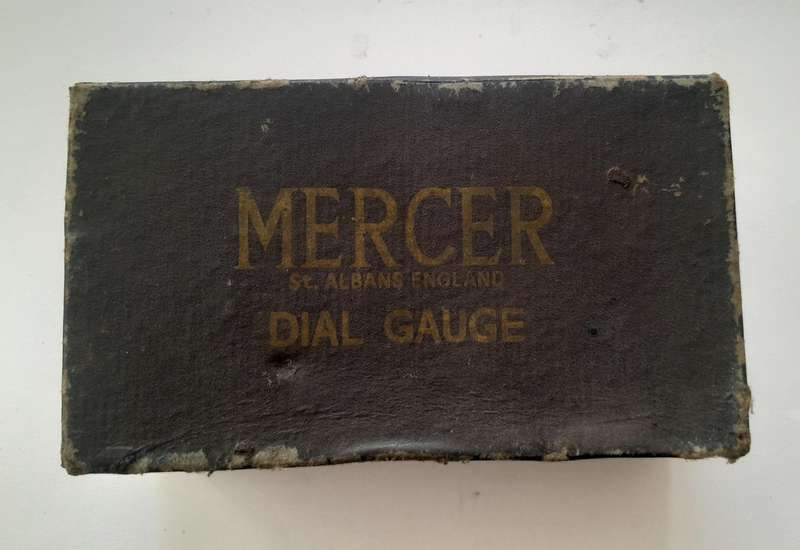 MERCER
St. ALBANS ENGLAND
DIAL GAUGE